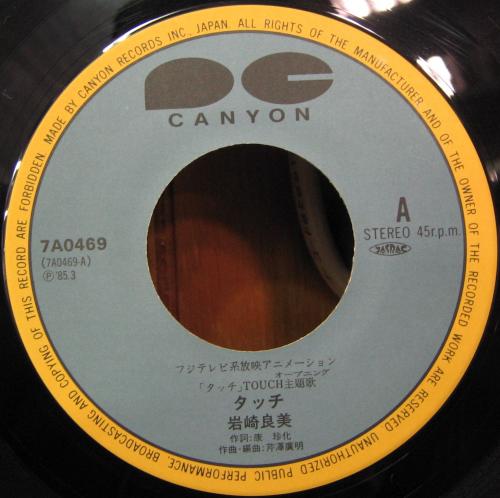 MADE BY CANYON RECORDS INC., JAPAN. ALL RIGHTS OF THE MANUFACTURER AND OF THE OWNER OF THE RECORDED WORK ARE RESERVED. UNAUTHORIZED PUBLIC PERFORMANCE, BROADCASTING AND COPYING OF THIS RECORD ARE FORBIDDEN.
CANYON
A
STEREO 45r.p.m.
7A0469
(7A0469-A)
Ⓟ'85.3
JASRAC
フジテレビ系放映アニメーション
オープニング
「タッチ」TOUCH主題歌
タッチ
岩崎良美
作詞:康 珍化
作曲・編曲:芹澤廣明